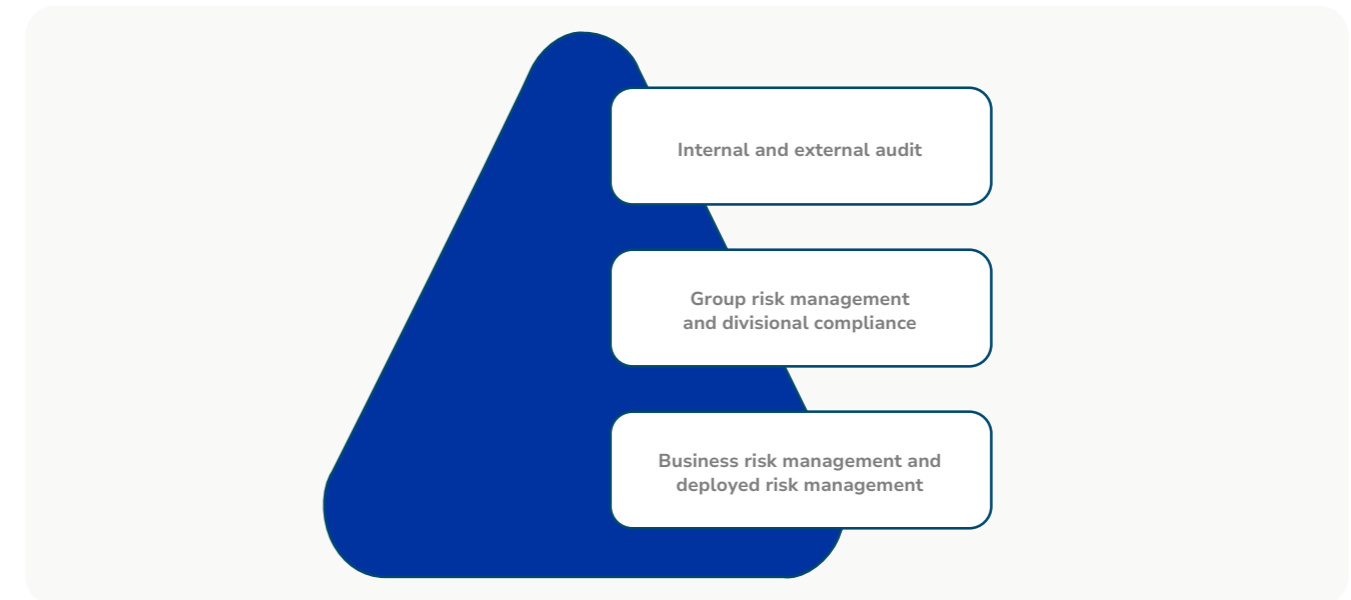 Internal and external audit
Group risk management
and divisional compliance
Business risk management and
deployed risk management